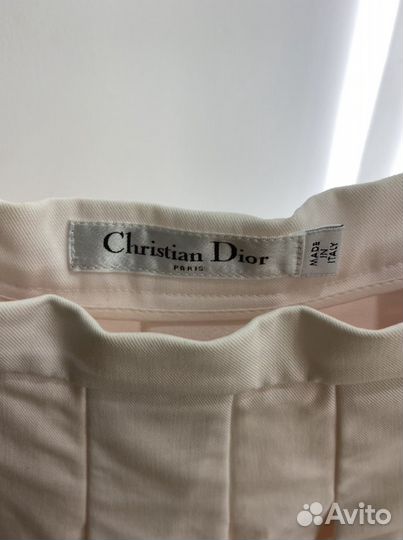 Christian Dior
PARIS
MADE
IN
ITALY
Avito